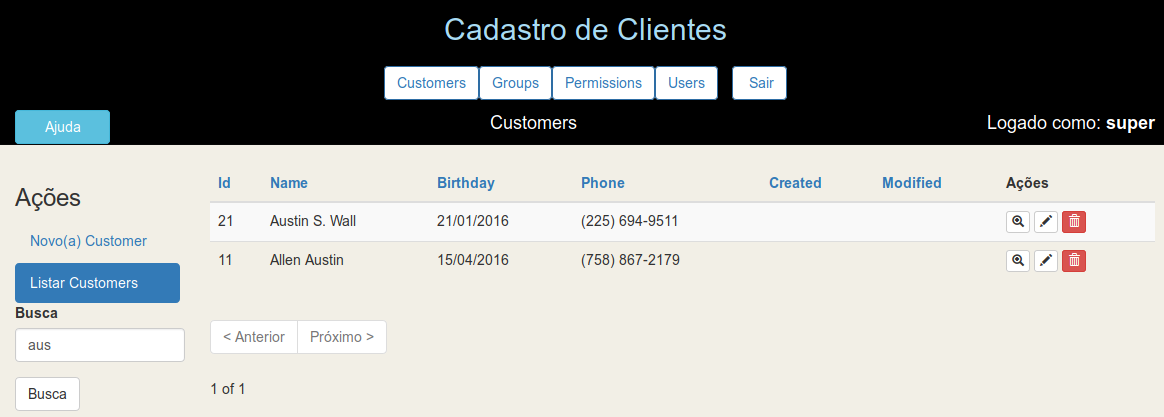 Cadastro de Clientes
Customers Groups Permissions Users Sair
Ajuda Customers Logado como: super
Ações
Novo(a) Customer
Listar Customers
Busca
aus
Busca
Id Name Birthday Phone Created Modified Ações
21 Austin S. Wall 21/01/2016 (225) 694-9511
11 Allen Austin 15/04/2016 (758) 867-2179
< Anterior Próximo >
1 of 1